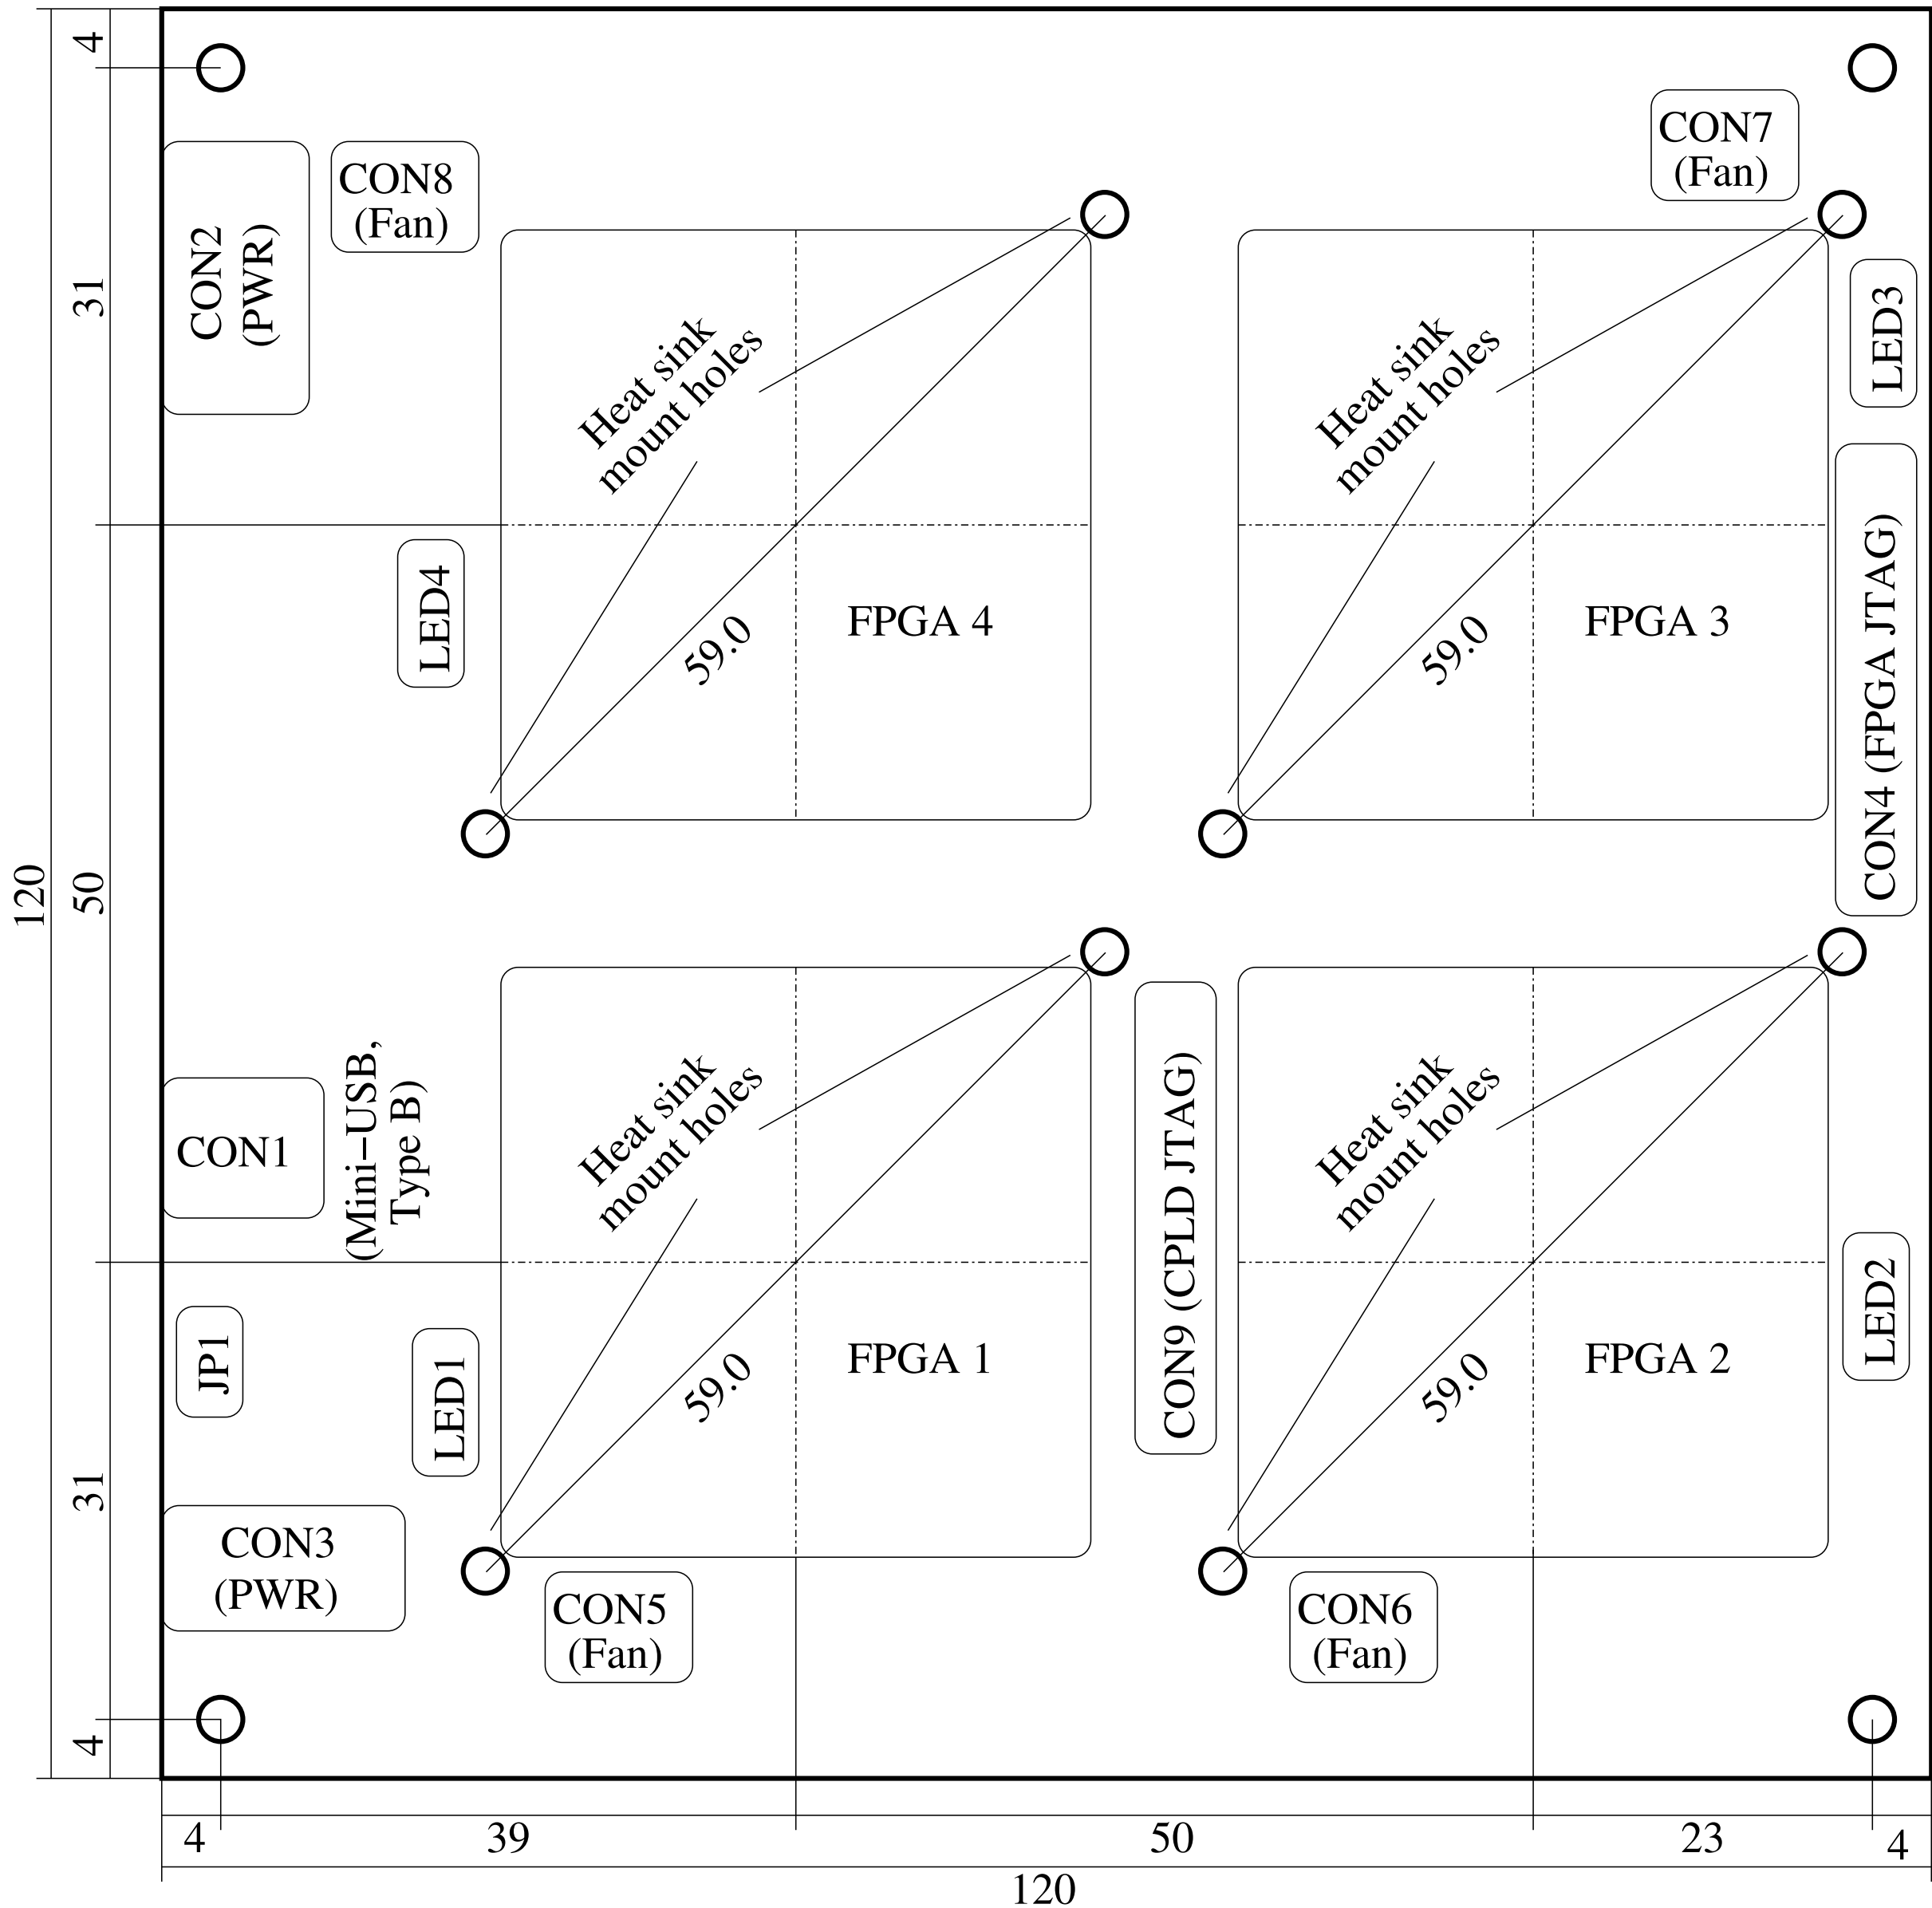 4
CON7
(Fan)
CON8
(Fan)
CON2
(PWR)
31
LED3
Heat sink
mount holes
Heat sink
mount holes
LED4
59.0
FPGA 4
59.0
FPGA 3
CON4 (FPGA JTAG)
120
50
CON1
(Mini−USB,
Type B)
Heat sink
mount holes
CON9 (CPLD JTAG)
Heat sink
mount holes
JP1
LED1
59.0
FPGA 1
59.0
FPGA 2
LED2
31
CON3
(PWR)
CON5
(Fan)
CON6
(Fan)
4
4
39
50
23
4
120